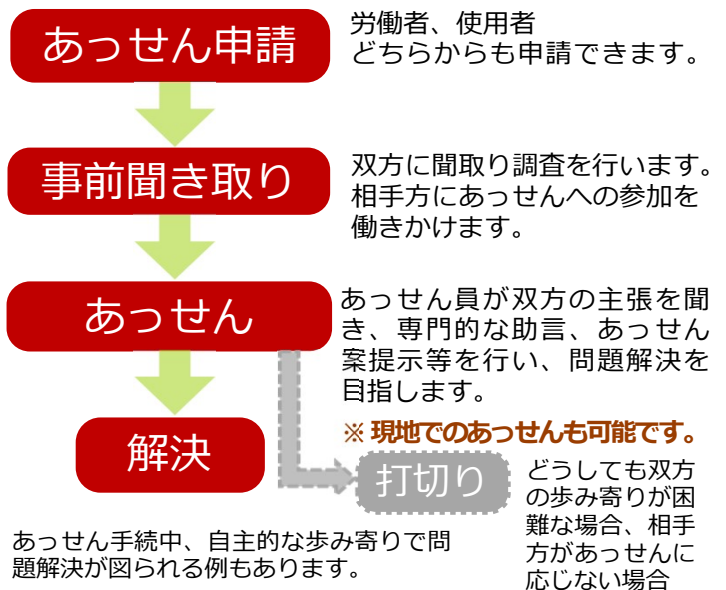 あっせん申請
労働者、使用者
どちらからも申請できます。
事前聞き取り
双方に聞取り調査を行います。
相手方にあっせんへの参加を
働きかけます。
あっせん
あっせん員が双方の主張を聞
き、専門的な助言、あっせん
案提示等を行い、問題解決を
目指します。
※ 現地でのあっせんも可能です。
解決
打切り
どうしても双方
の歩み寄りが困
難な場合、相手
方があっせんに
応じない場合
あっせん手続中、自主的な歩み寄りで問
題解決が図られる例もあります。